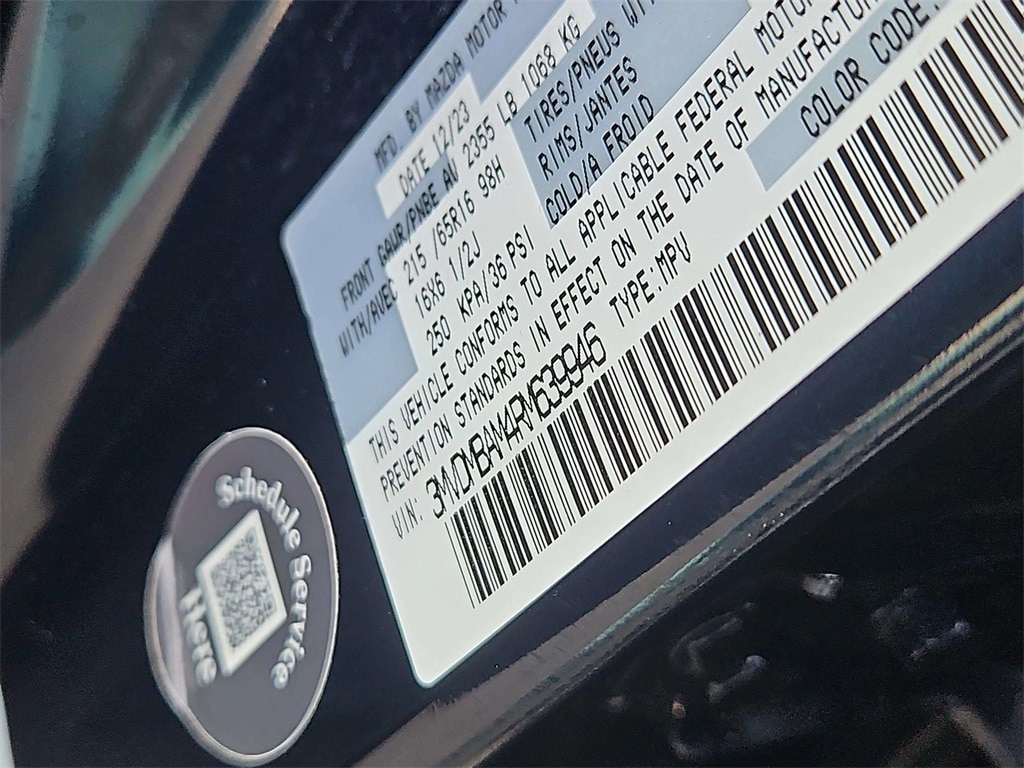 MFD. BY MAZDA MOTOR
DATE 12/23
FRONT GAWR/PNBE AV 2355 LB 1068 KG
WITH/AVEC 215 /65R16 98H TIRES/PNEUS
16X6 1/2J RIMS/JANTES
250 KPA/36 PSI COLD/A FROID
THIS VEHICLE CONFORMS TO ALL APPLICABLE FEDERAL MOTOR
PREVENTION STANDARDS IN EFFECT ON THE DATE OF MANUFACTUR
VIN: 3MVDMBAM4RM639946 TYPE:MPV
COLOR CODE:
Schedule Service
Here